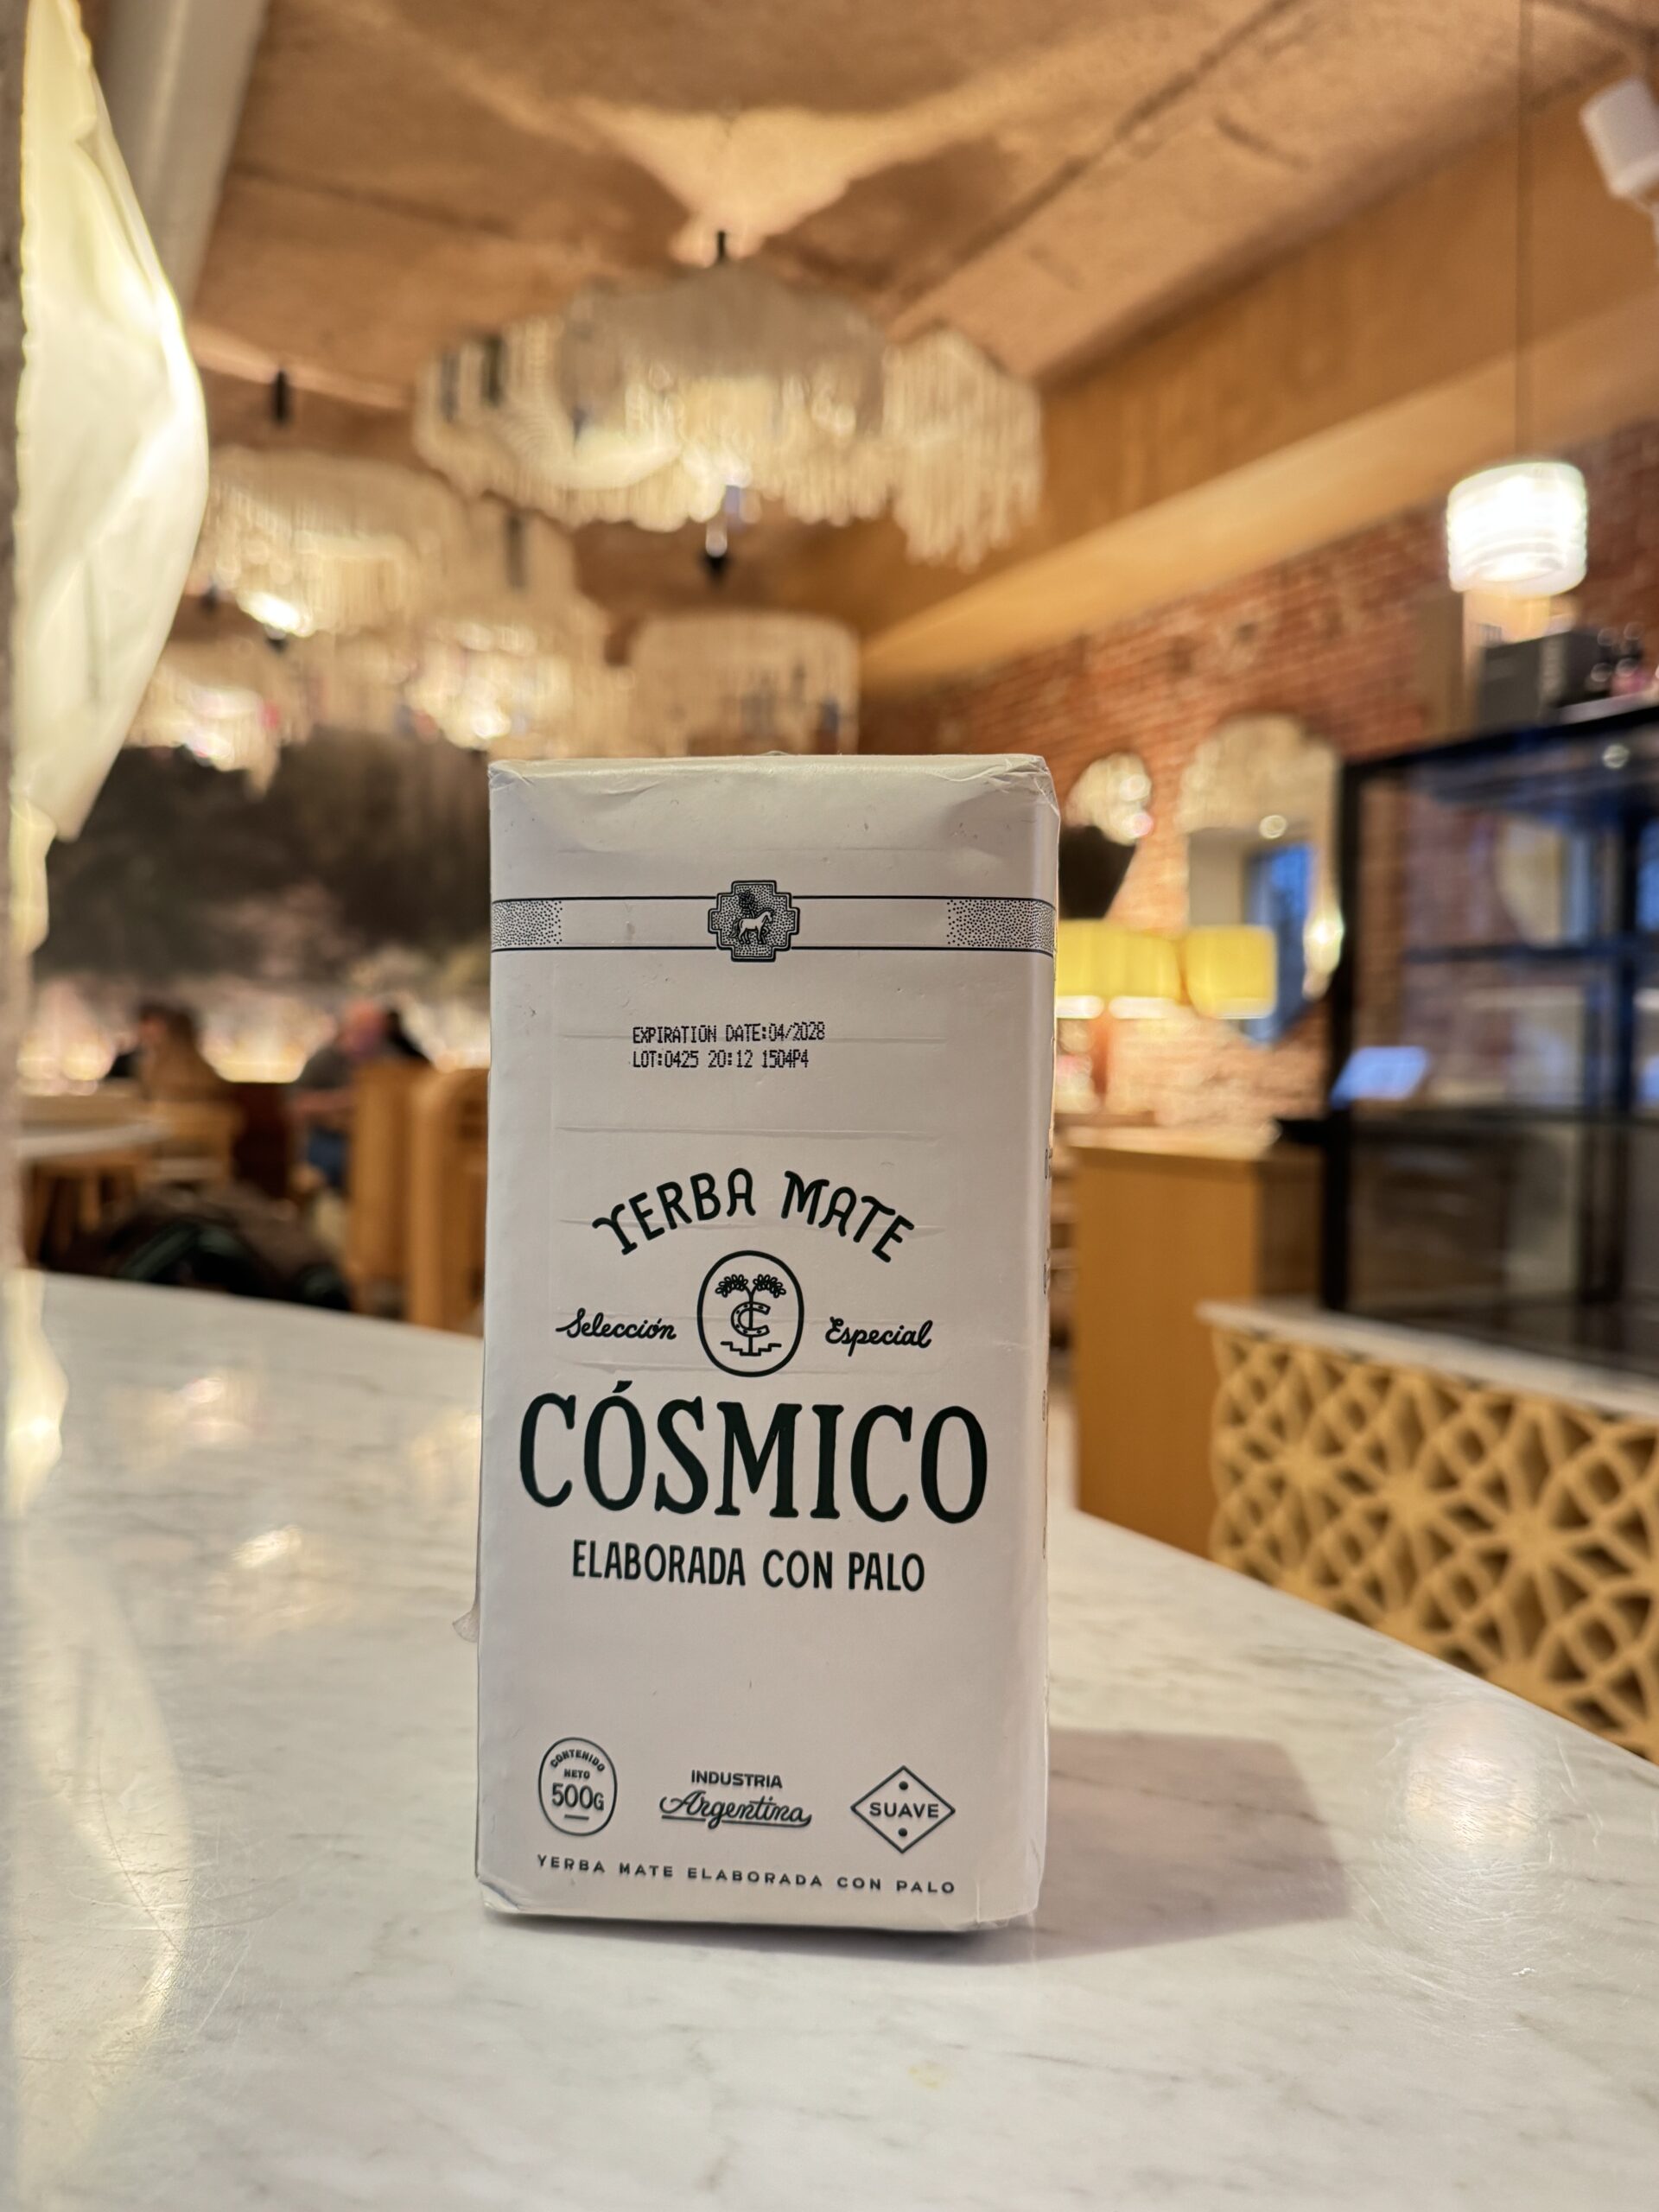 EXPIRATION DATE:04/2028
LOT:0425 20:12 1504P4
YERBA MATE
Selección Especial
CÓSMICO
ELABORADA CON PALO
CONTENIDO
NETO
500G
INDUSTRIA
Argentina
SUAVE
YERBA MATE ELABORADA CON PALO